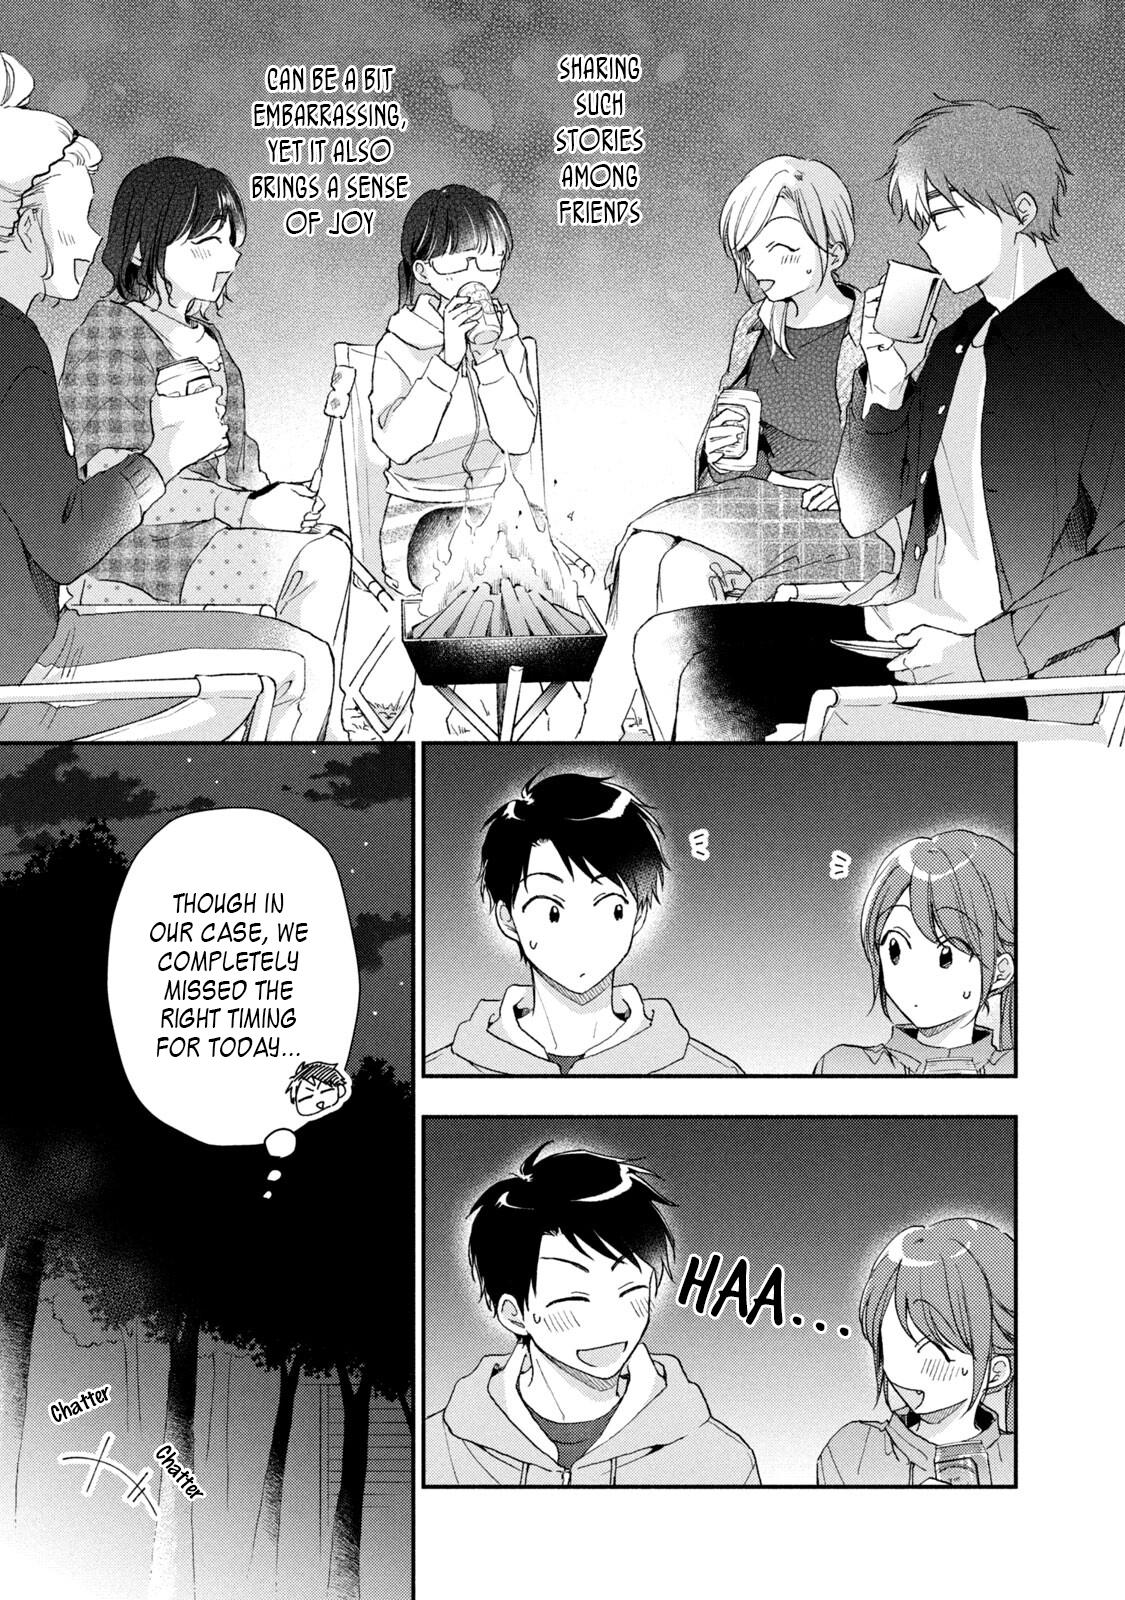 SHARING
SUCH
STORIES
AMONG
FRIENDS
CAN BE A BIT
EMBARRASSING,
YET IT ALSO
BRINGS A SENSE
OF JOY
HAA...
THOUGH IN
OUR CASE, WE
COMPLETELY
MISSED THE
RIGHT TIMING
FOR TODAY...
Chatter
Chatter